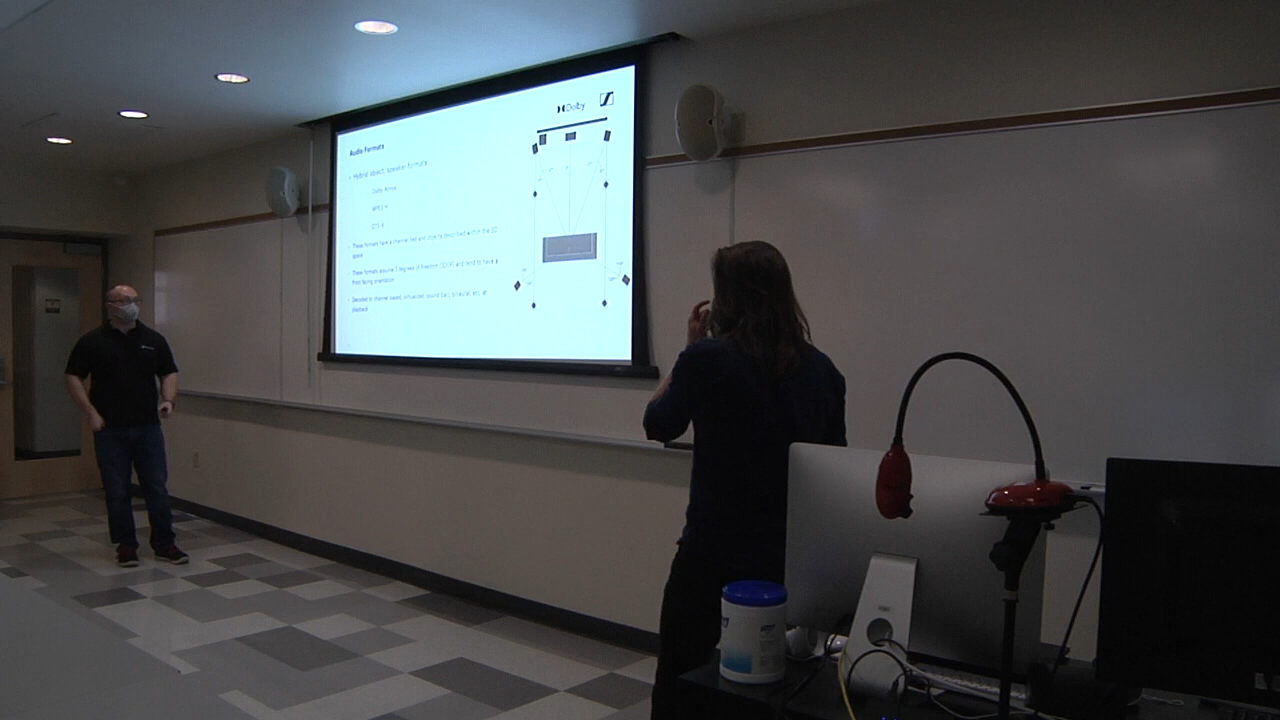 Dolby
Audio Formats
• Hybrid object, speaker formats
Dolby Atmos
MPEG H
DTS X
• These formats have a channel bed and objects described within the 3D
space
• These formats assume 3 degrees of freedom (3DOF) and tend to have a
front facing orientation
• Decoded to channel based, virtualized sound bar, binaural, etc. at
playback